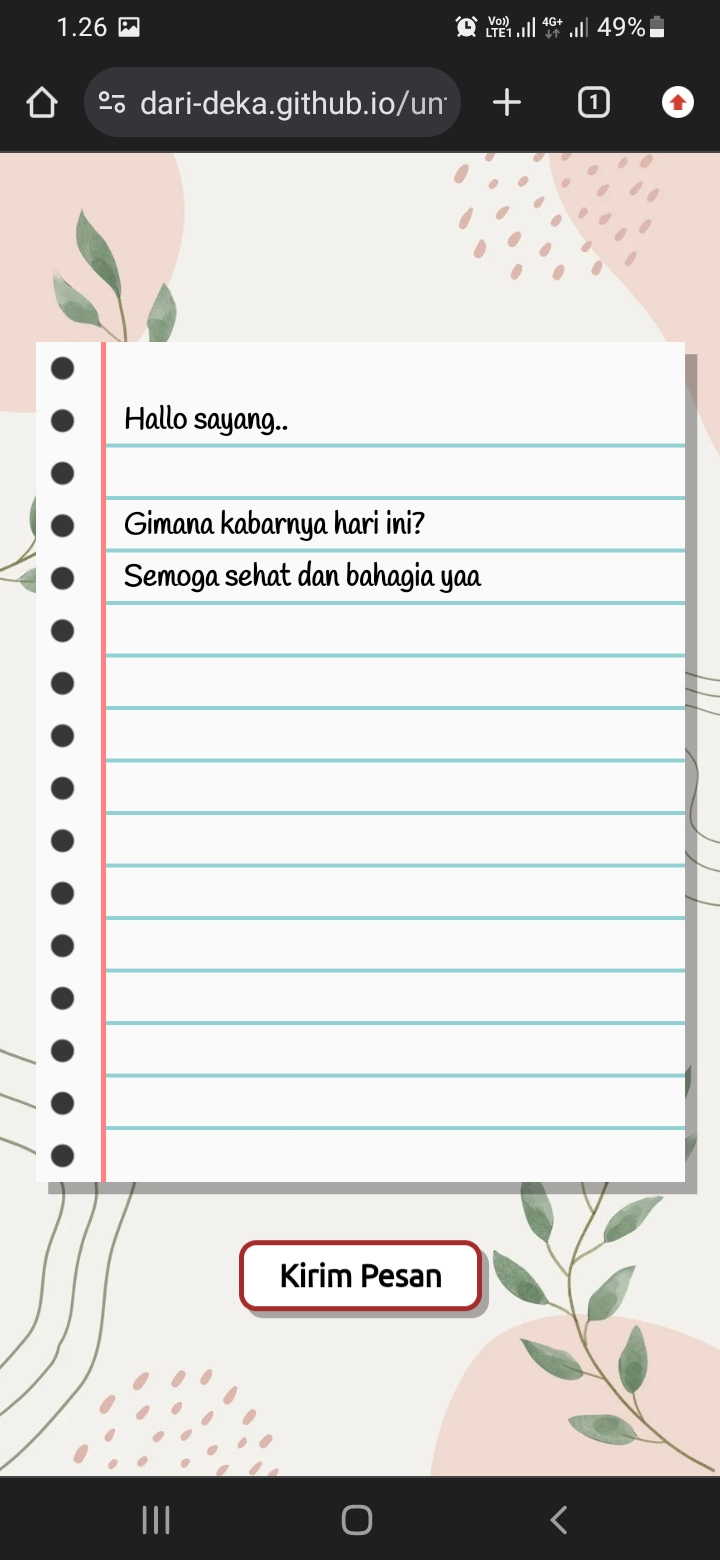 1.26
Vo)) LTE1 4G+ 49%
dari-deka.github.io/un
1
Hallo sayang..
Gimana kabarnya hari ini?
Semoga sehat dan bahagia yaa
Kirim Pesan